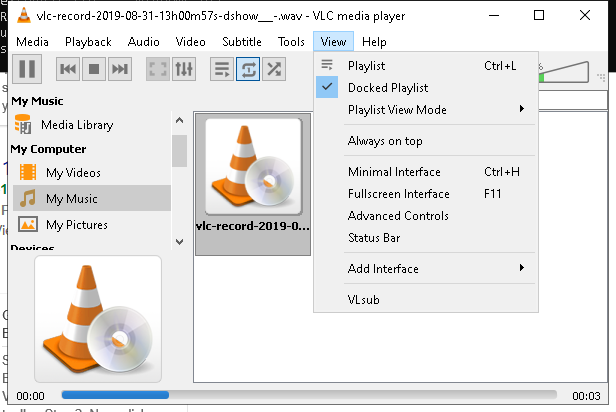 vlc-record-2019-08-31-13h00m57s-dshow___-.wav - VLC media player
Media Playback Audio Video Subtitle Tools View Help
Playlist Ctrl+L
Docked Playlist
Playlist View Mode
Always on top
Minimal Interface Ctrl+H
Fullscreen Interface F11
Advanced Controls
Status Bar
Add Interface
VLsub
%
My Music
Media Library
My Computer
My Videos
My Music
My Pictures
Devices
vlc-record-2019-0...
00:00
00:03